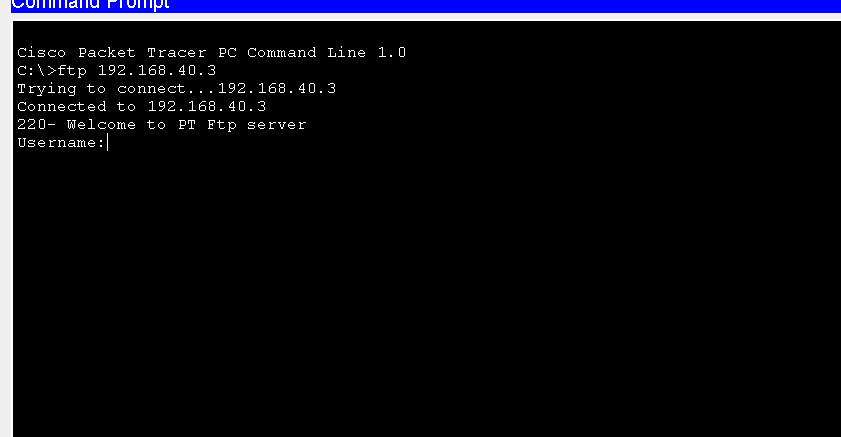 Command Prompt
Cisco Packet Tracer PC Command Line 1.0
C:\>ftp 192.168.40.3
Trying to connect...192.168.40.3
Connected to 192.168.40.3
220- Welcome to PT Ftp server
Username: